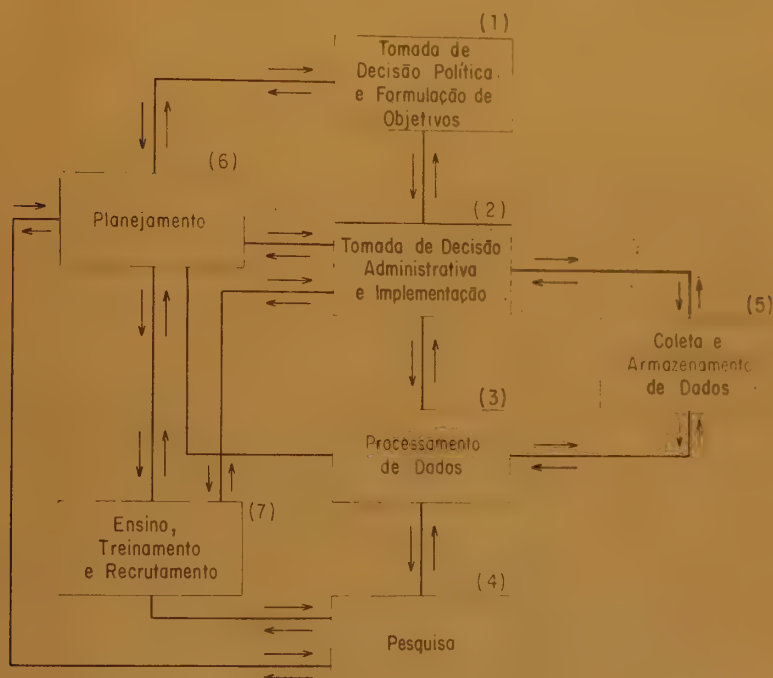 (1)
Tomada de
Decisão Política
e Formulação de
Objetivos
(6)
Planejamento
(2)
Tomada de Decisão
Administrativa
e Implementação
(5)
Coleta e
Armazenamento
de Dados
(3)
Processamento
de Dados
(7)
Ensino,
Treinamento
e Recrutamento
(4)
Pesquisa